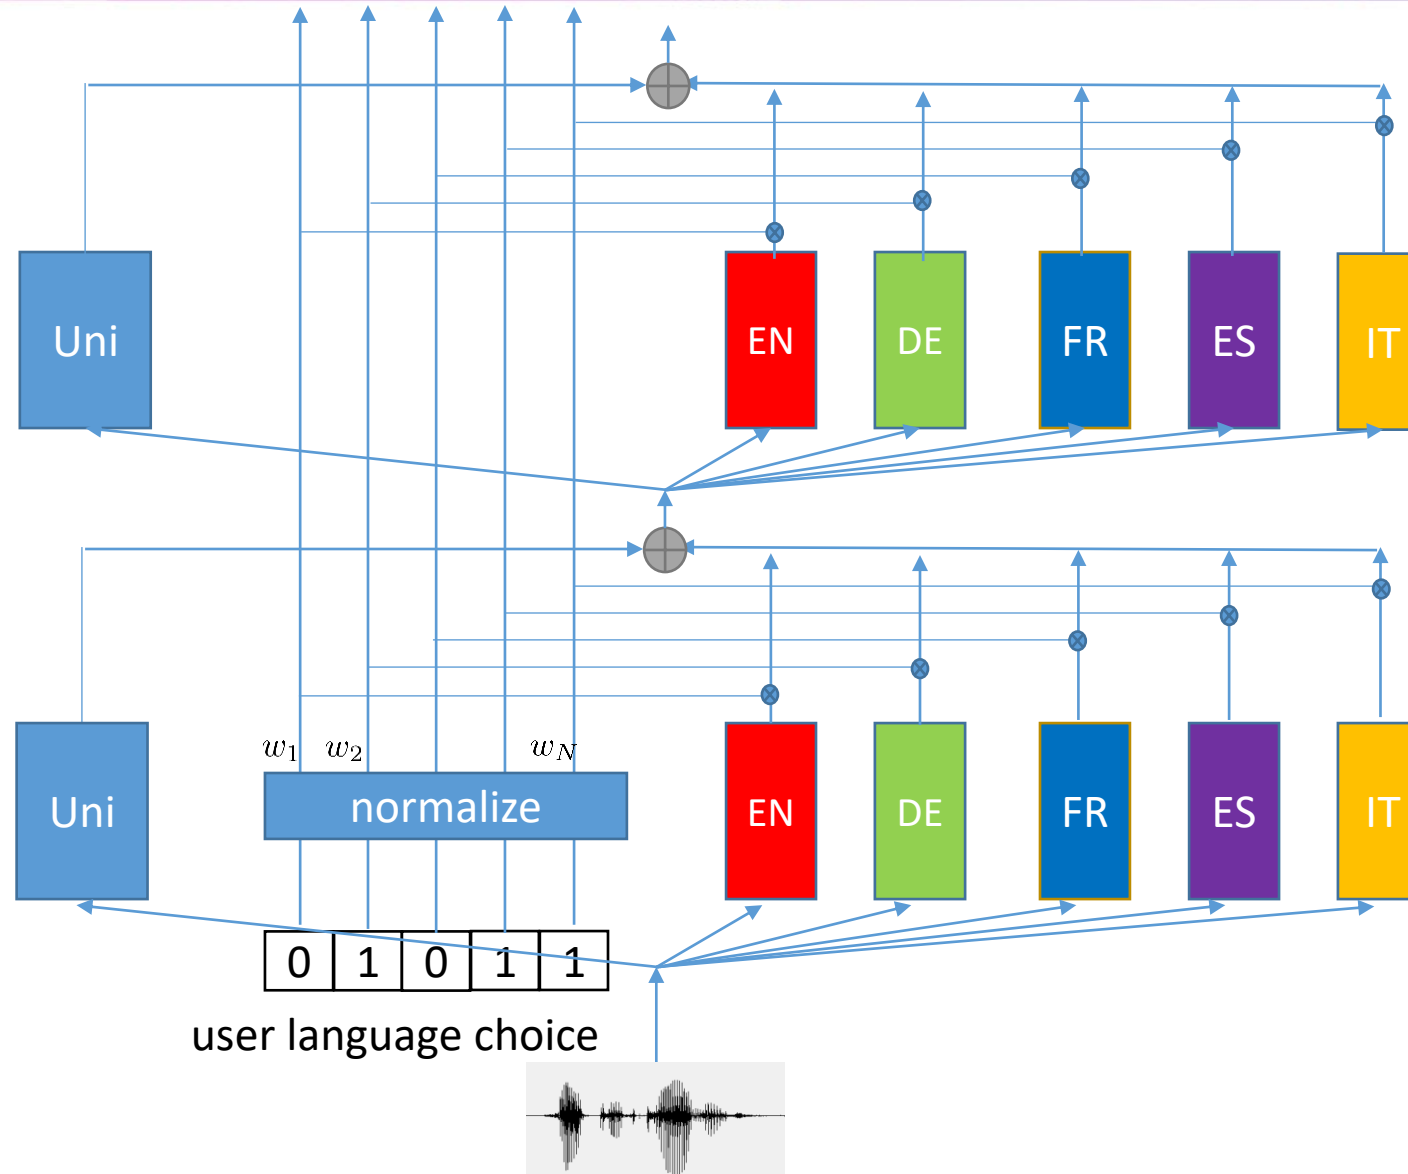 Uni EN DE FR ES IT
w₁ w₂ w_N
normalize
Uni EN DE FR ES IT
0 1 0 1 1
user language choice